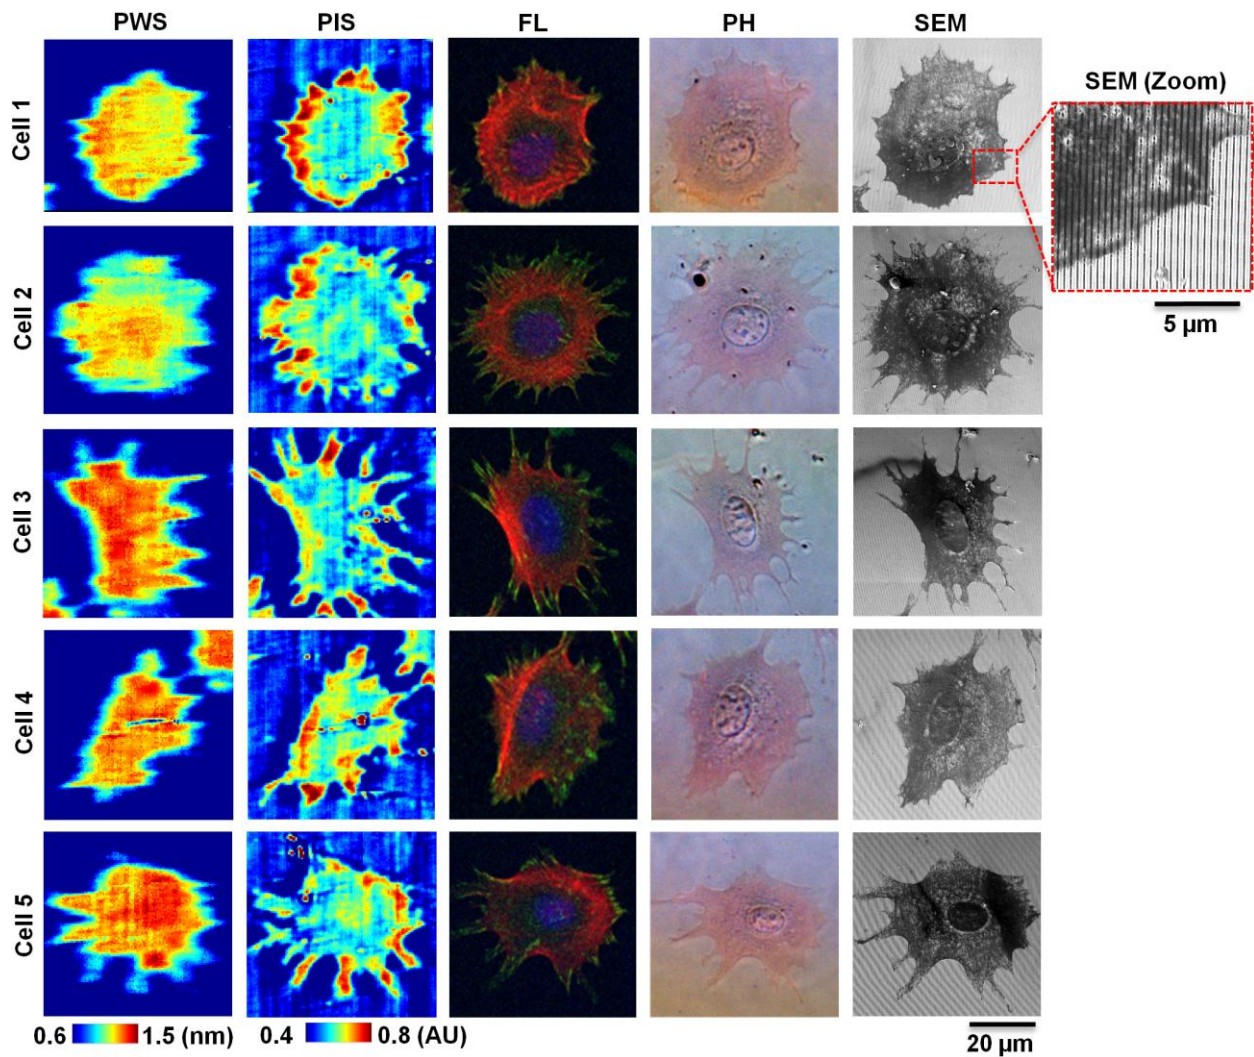 PWS PIS FL PH SEM
SEM (Zoom)
Cell 1
5 µm
Cell 2
Cell 3
Cell 4
Cell 5
0.6 1.5 (nm) 0.4 0.8 (AU)
20 µm